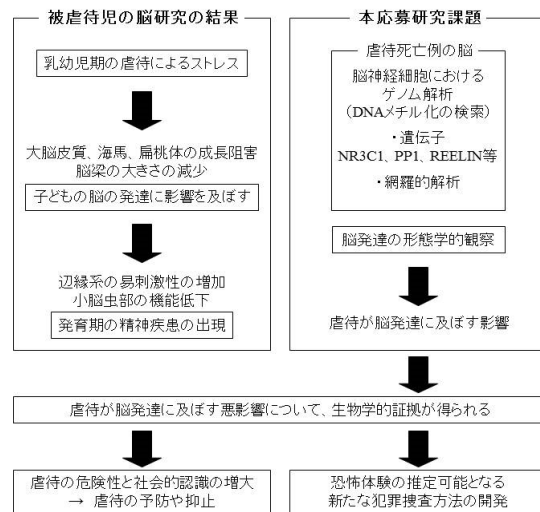 被虐待児の脳研究の結果
乳幼児期の虐待によるストレス
大脳皮質、海馬、扁桃体の成長阻害
脳梁の大きさの減少
子どもの脳の発達に影響を及ぼす
辺縁系の易刺激性の増加
小脳虫部の機能低下
発育期の精神疾患の出現
本応募研究課題
虐待死亡例の脳
脳神経細胞における
ゲノム解析
(DNAメチル化の検索)
・遺伝子
NR3C1、PP1、REELIN等
・網羅的解析
脳発達の形態学的観察
虐待が脳発達に及ぼす影響
虐待が脳発達に及ぼす悪影響について、生物学的証拠が得られる
虐待の危険性と社会的認識の増大
→ 虐待の予防や抑止
恐怖体験の推定可能となる
新たな犯罪捜査方法の開発